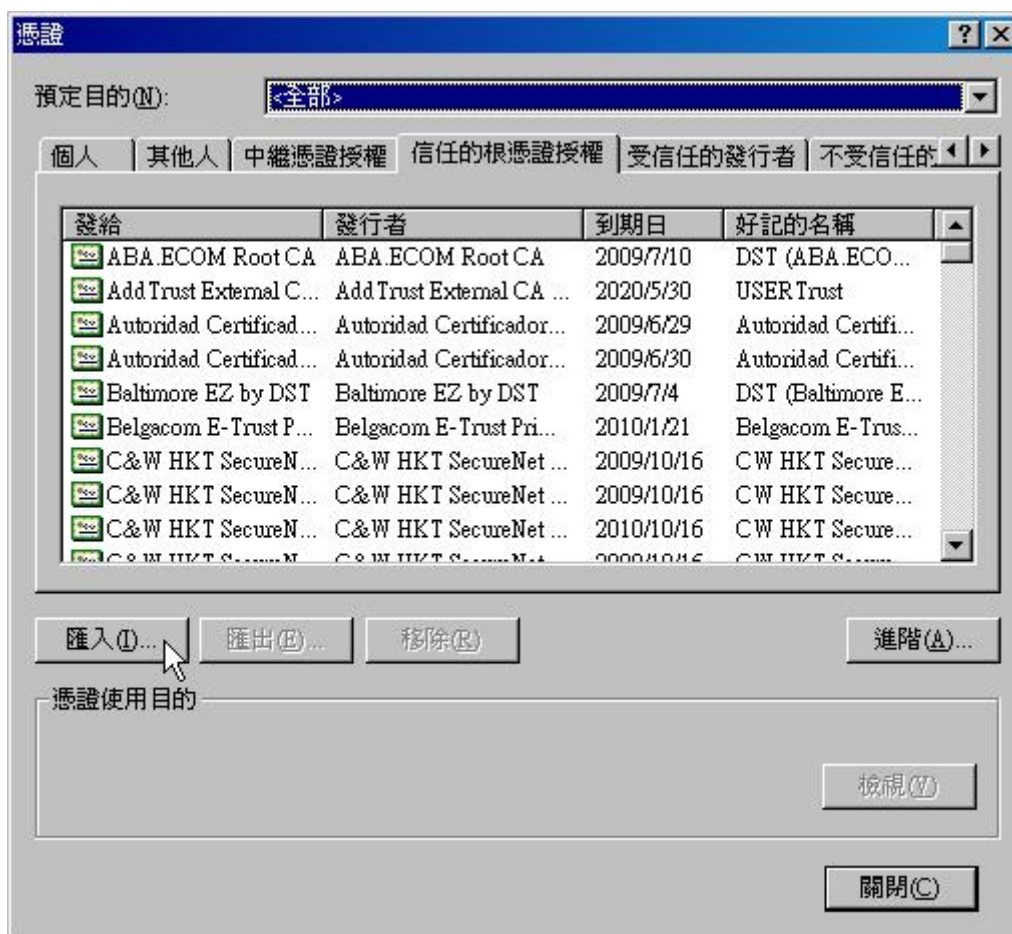 憑證
預定目的(N): <全部>
個人 其他人 中繼憑證授權 信任的根憑證授權 受信任的發行者 不受信任的
發給 發行者 到期日 好記的名稱
ABA.ECOM Root CA ABA.ECOM Root CA 2009/7/10 DST (ABA.ECO...
AddTrust External C... AddTrust External CA ... 2020/5/30 USERTrust
Autoridad Certificad... Autoridad Certificador... 2009/6/29 Autoridad Certifi...
Autoridad Certificad... Autoridad Certificador... 2009/6/30 Autoridad Certifi...
Baltimore EZ by DST Baltimore EZ by DST 2009/7/4 DST (Baltimore E...
Belgacom E-Trust P... Belgacom E-Trust Pri... 2010/1/21 Belgacom E-Trus...
C&W HKT SecureN... C&W HKT SecureNet ... 2009/10/16 CW HKT Secure...
C&W HKT SecureN... C&W HKT SecureNet ... 2009/10/16 CW HKT Secure...
C&W HKT SecureN... C&W HKT SecureNet ... 2010/10/16 CW HKT Secure...
匯入(I)... 匯出(E)... 移除(R) 進階(A)...
憑證使用目的
檢視(V)
關閉(C)